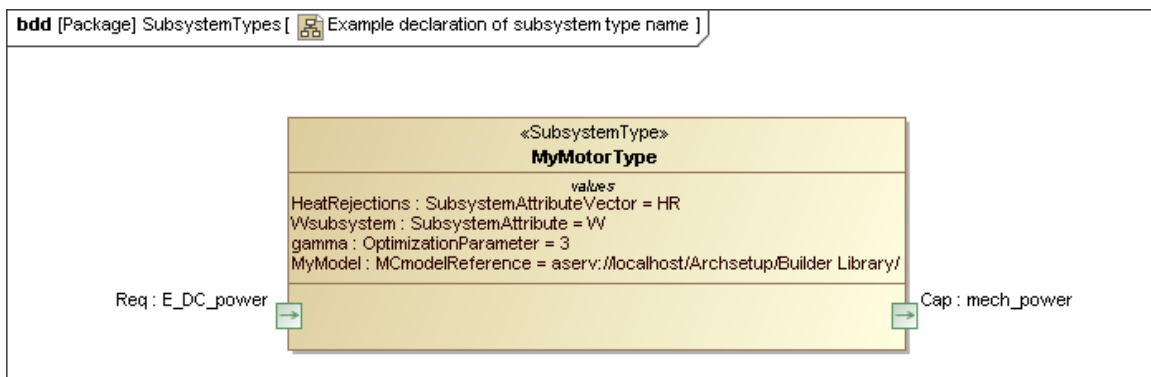 bdd [Package] SubsystemTypes [ Example declaration of subsystem type name ]
«SubsystemType»
MyMotorType
values
HeatRejections : SubsystemAttributeVector = HR
Wsubsystem : SubsystemAttribute = W
gamma : OptimizationParameter = 3
MyModel : MCmodelReference = aserv://localhost/Archsetup/Builder Library/
Req : E_DC_power
Cap : mech_power